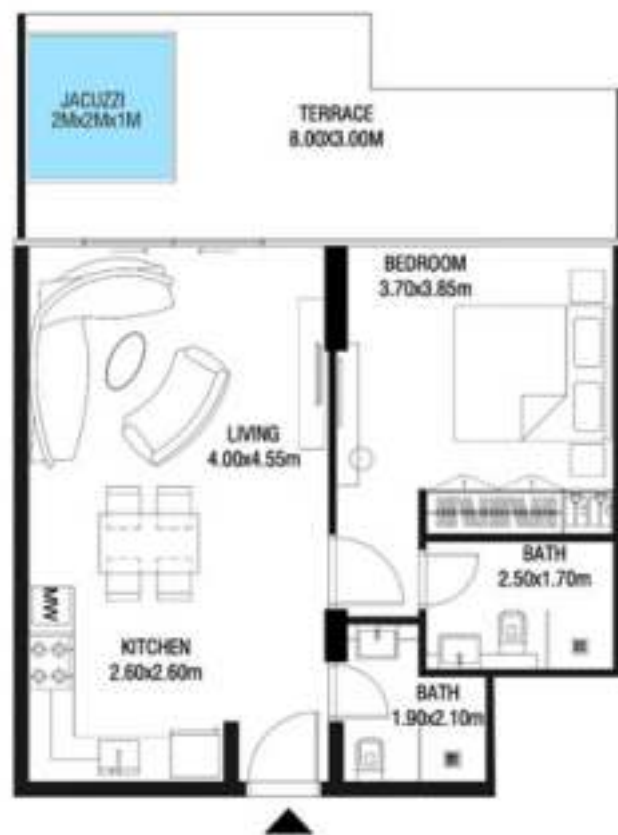 JACUZZI
2Mx2Mx1M
TERRACE
8.00X3.00M
BEDROOM
3.70x3.85m
LIVING
4.00x4.55m
BATH
2.50x1.70m
MW
KITCHEN
2.60x2.60m
BATH
1.90x2.10m